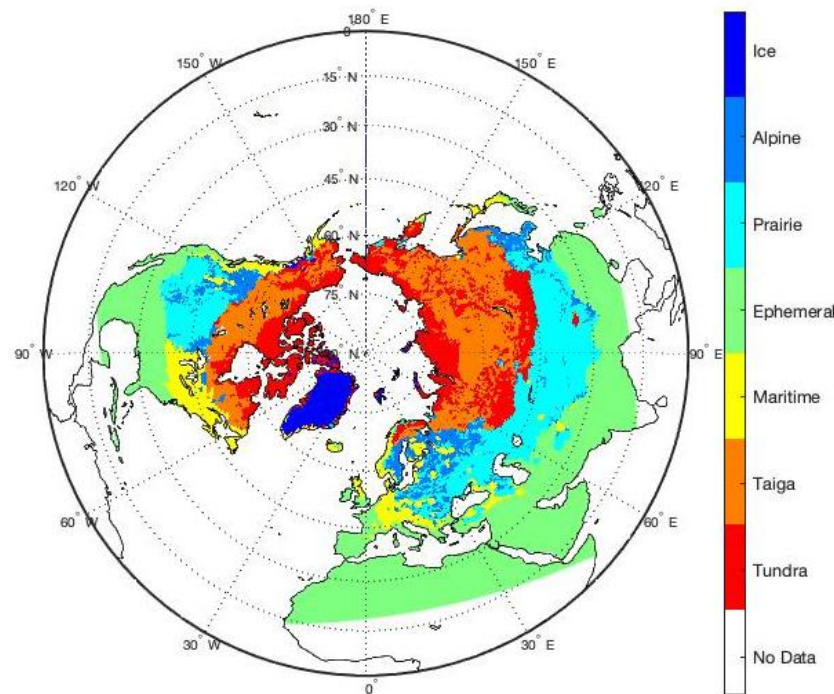 180° E
0°
150° W
150° E
15° N
30° N
120° W
120° E
45° N
60° N
75° N
90° W
N
90° E
60° W
60° E
30° W
30° E
0°
Ice
Alpine
Prairie
Ephemeral
Maritime
Taiga
Tundra
No Data